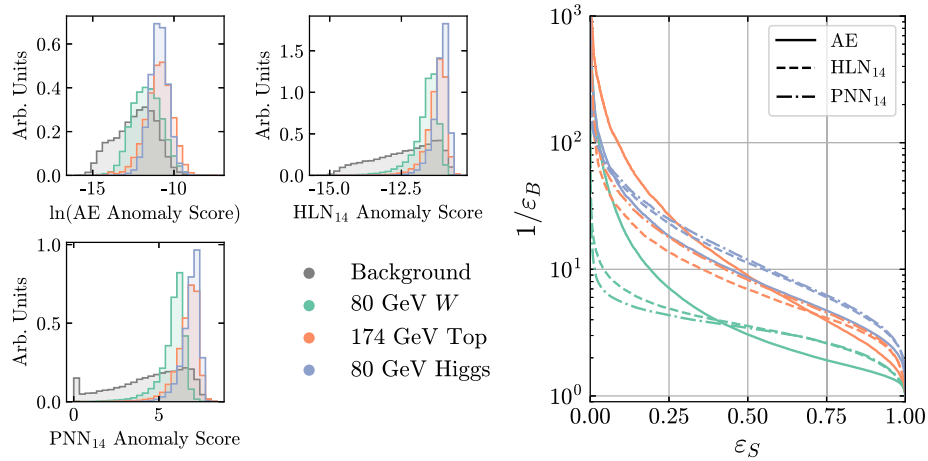 Arb. Units
0.6
0.4
0.2
0.0
-15
-10
ln(AE Anomaly Score)
Arb. Units
1.5
1.0
0.5
0.0
-15.0
-12.5
HLN₁₄ Anomaly Score
Arb. Units
1.0
0.5
0.0
0
5
PNN₁₄ Anomaly Score
Background
80 GeV W
174 GeV Top
80 GeV Higgs
1/ε_B
10³
10²
10¹
10⁰
0.00
0.25
0.50
0.75
1.00
ε_S
AE
HLN₁₄
PNN₁₄